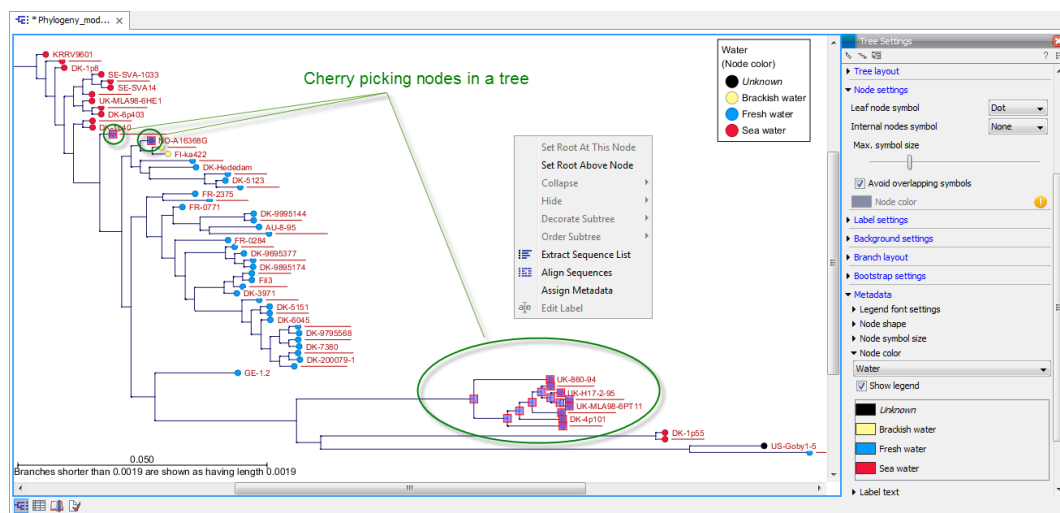 * Phylogeny_mod...
KRRV9601
DK-1p8
SE-SVA-1033
SE-SVA14
UK-MLA98-6HE1
DK-6p403
DK-1p40
NO-A16368G
FI-ka422
DK-Hededam
DK-5123
FR-2375
FR-0771
DK-9995144
AU-8-95
FR-0284
DK-9695377
DK-9895174
FiI3
DK-3971
DK-5151
DK-6045
DK-9795568
DK-7380
DK-200079-1
GE-1.2
UK-860-94
UK-H17-2-95
UK-MLA98-6PT11
DK-4p101
DK-1p55
US-Goby1-5
0.050
Branches shorter than 0.0019 are shown as having length 0.0019
Cherry picking nodes in a tree
Water
(Node color)
Unknown
Brackish water
Fresh water
Sea water
Set Root At This Node
Set Root Above Node
Collapse
Hide
Decorate Subtree
Order Subtree
Extract Sequence List
Align Sequences
Assign Metadata
Edit Label
Tree Settings
Tree layout
Node settings
Leaf node symbol Dot
Internal nodes symbol None
Max. symbol size
Avoid overlapping symbols
Node color
Label settings
Background settings
Branch layout
Bootstrap settings
Metadata
Legend font settings
Node shape
Node symbol size
Node color
Water
Show legend
Unknown
Brackish water
Fresh water
Sea water
Label text